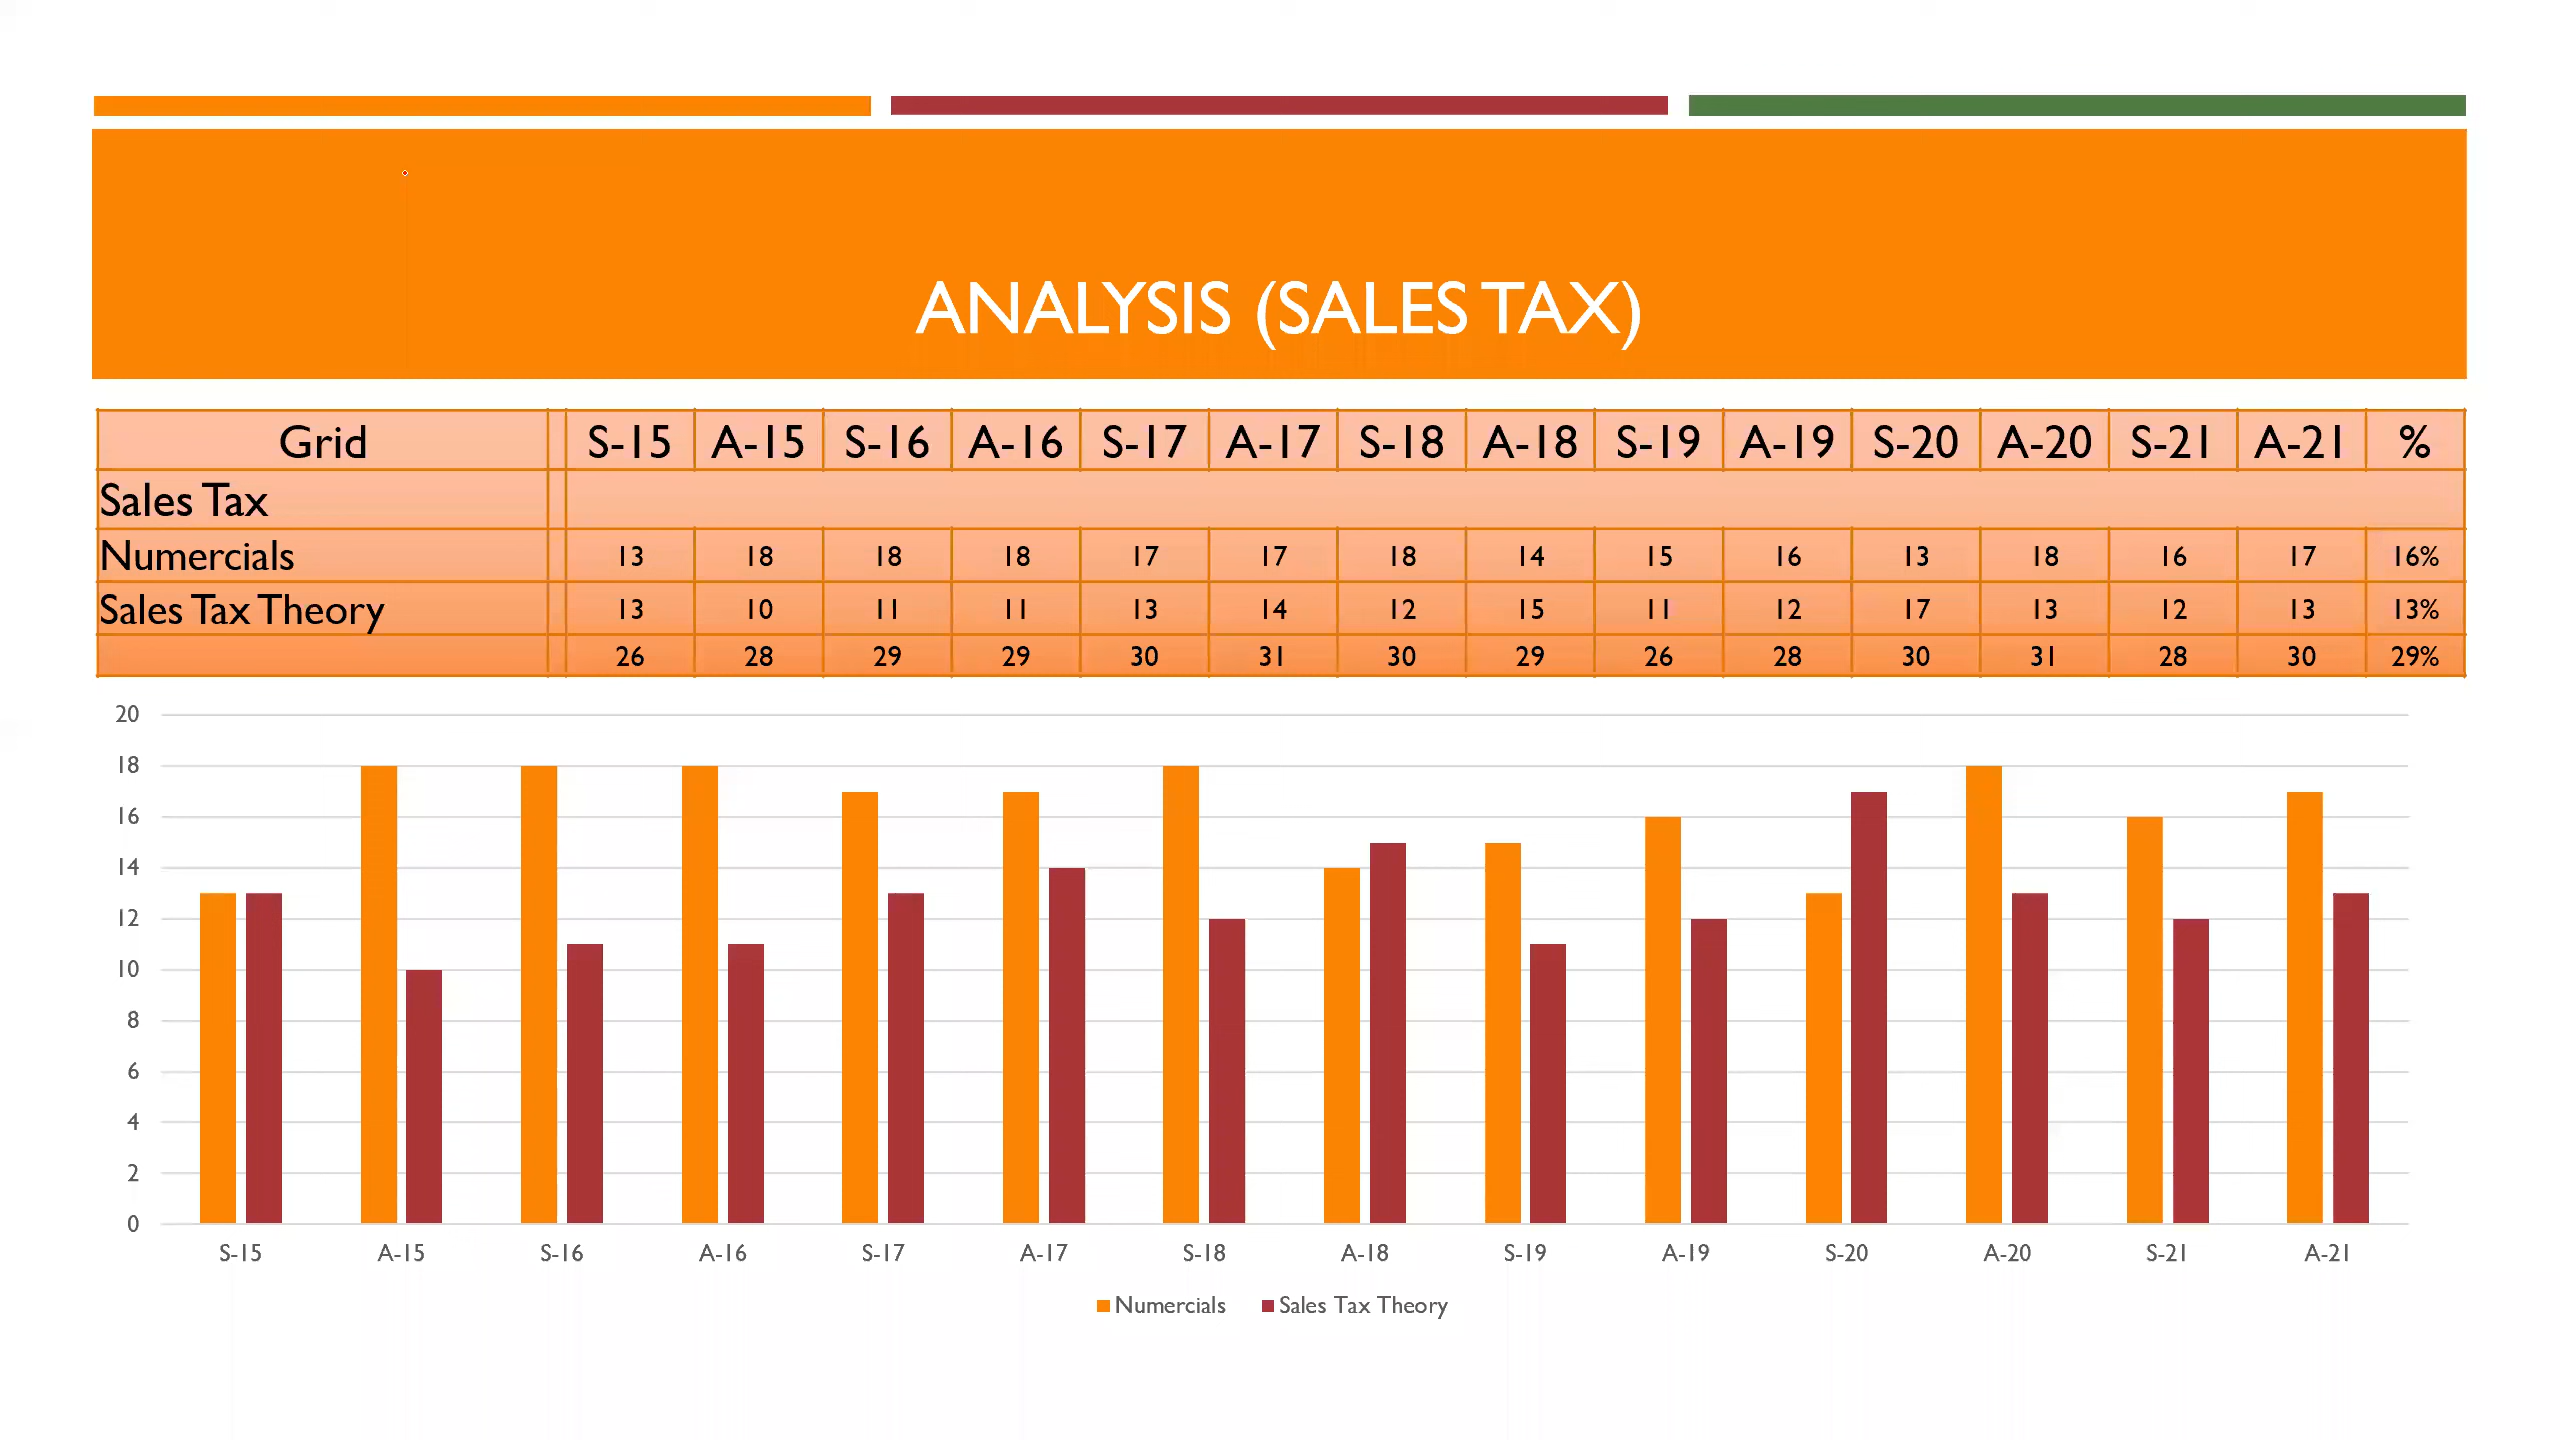 ANALYSIS (SALES TAX)
Grid S-15 A-15 S-16 A-16 S-17 A-17 S-18 A-18 S-19 A-19 S-20 A-20 S-21 A-21 %
Sales Tax
Numercials 13 18 18 18 17 17 18 14 15 16 13 18 16 17 16%
Sales Tax Theory 13 10 11 11 13 14 12 15 11 12 17 13 12 13 13%
26 28 29 29 30 31 30 29 26 28 30 31 28 30 29%
20
18
16
14
12
10
8
6
4
2
0
S-15 A-15 S-16 A-16 S-17 A-17 S-18 A-18 S-19 A-19 S-20 A-20 S-21 A-21
Numercials Sales Tax Theory